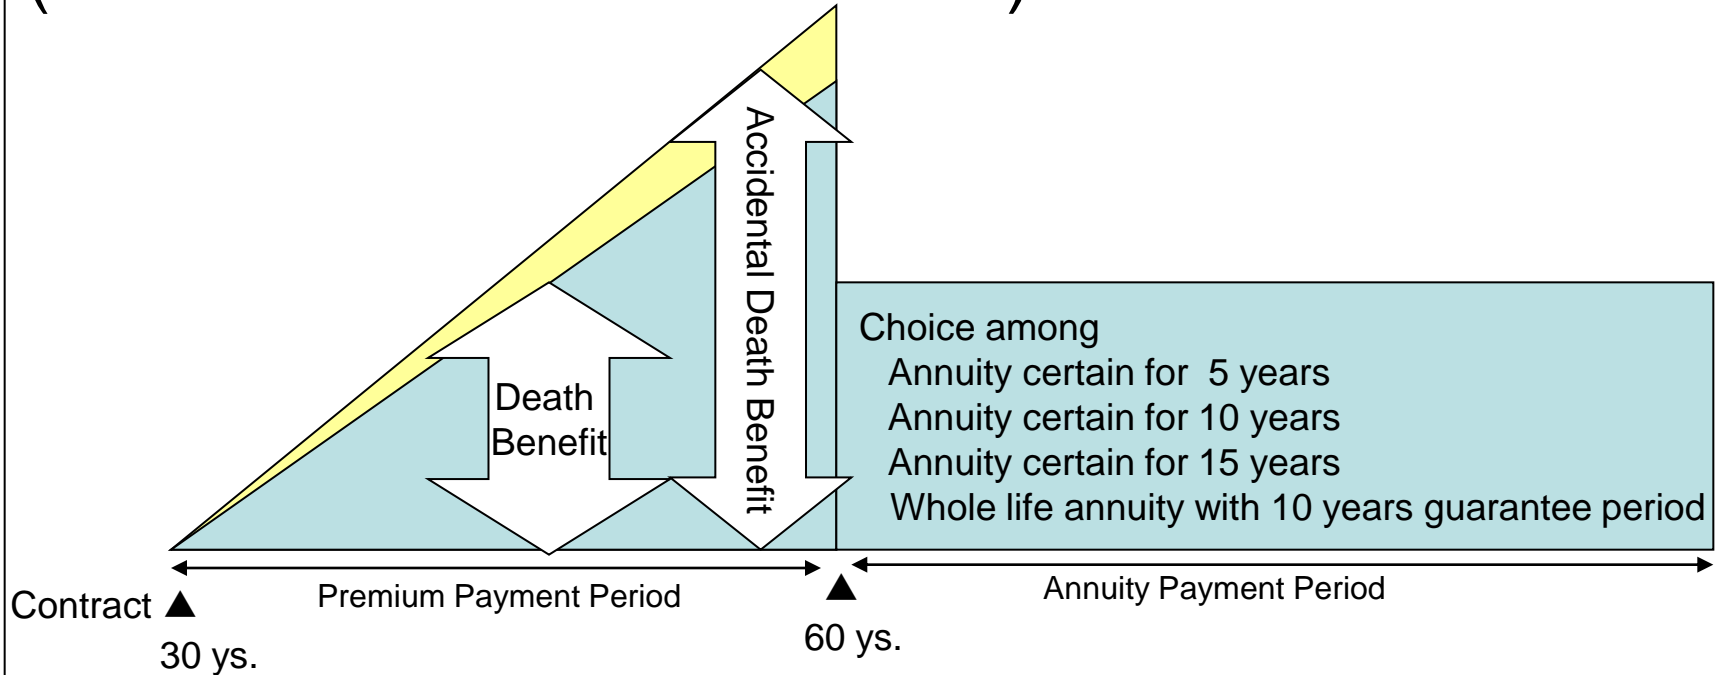 ( )
Accidental Death Benefit
Death
Benefit
Choice among
Annuity certain for  5 years
Annuity certain for 10 years
Annuity certain for 15 years
Whole life annuity with 10 years guarantee period
Premium Payment Period
Annuity Payment Period
Contract ▲
▲
30 ys.
60 ys.